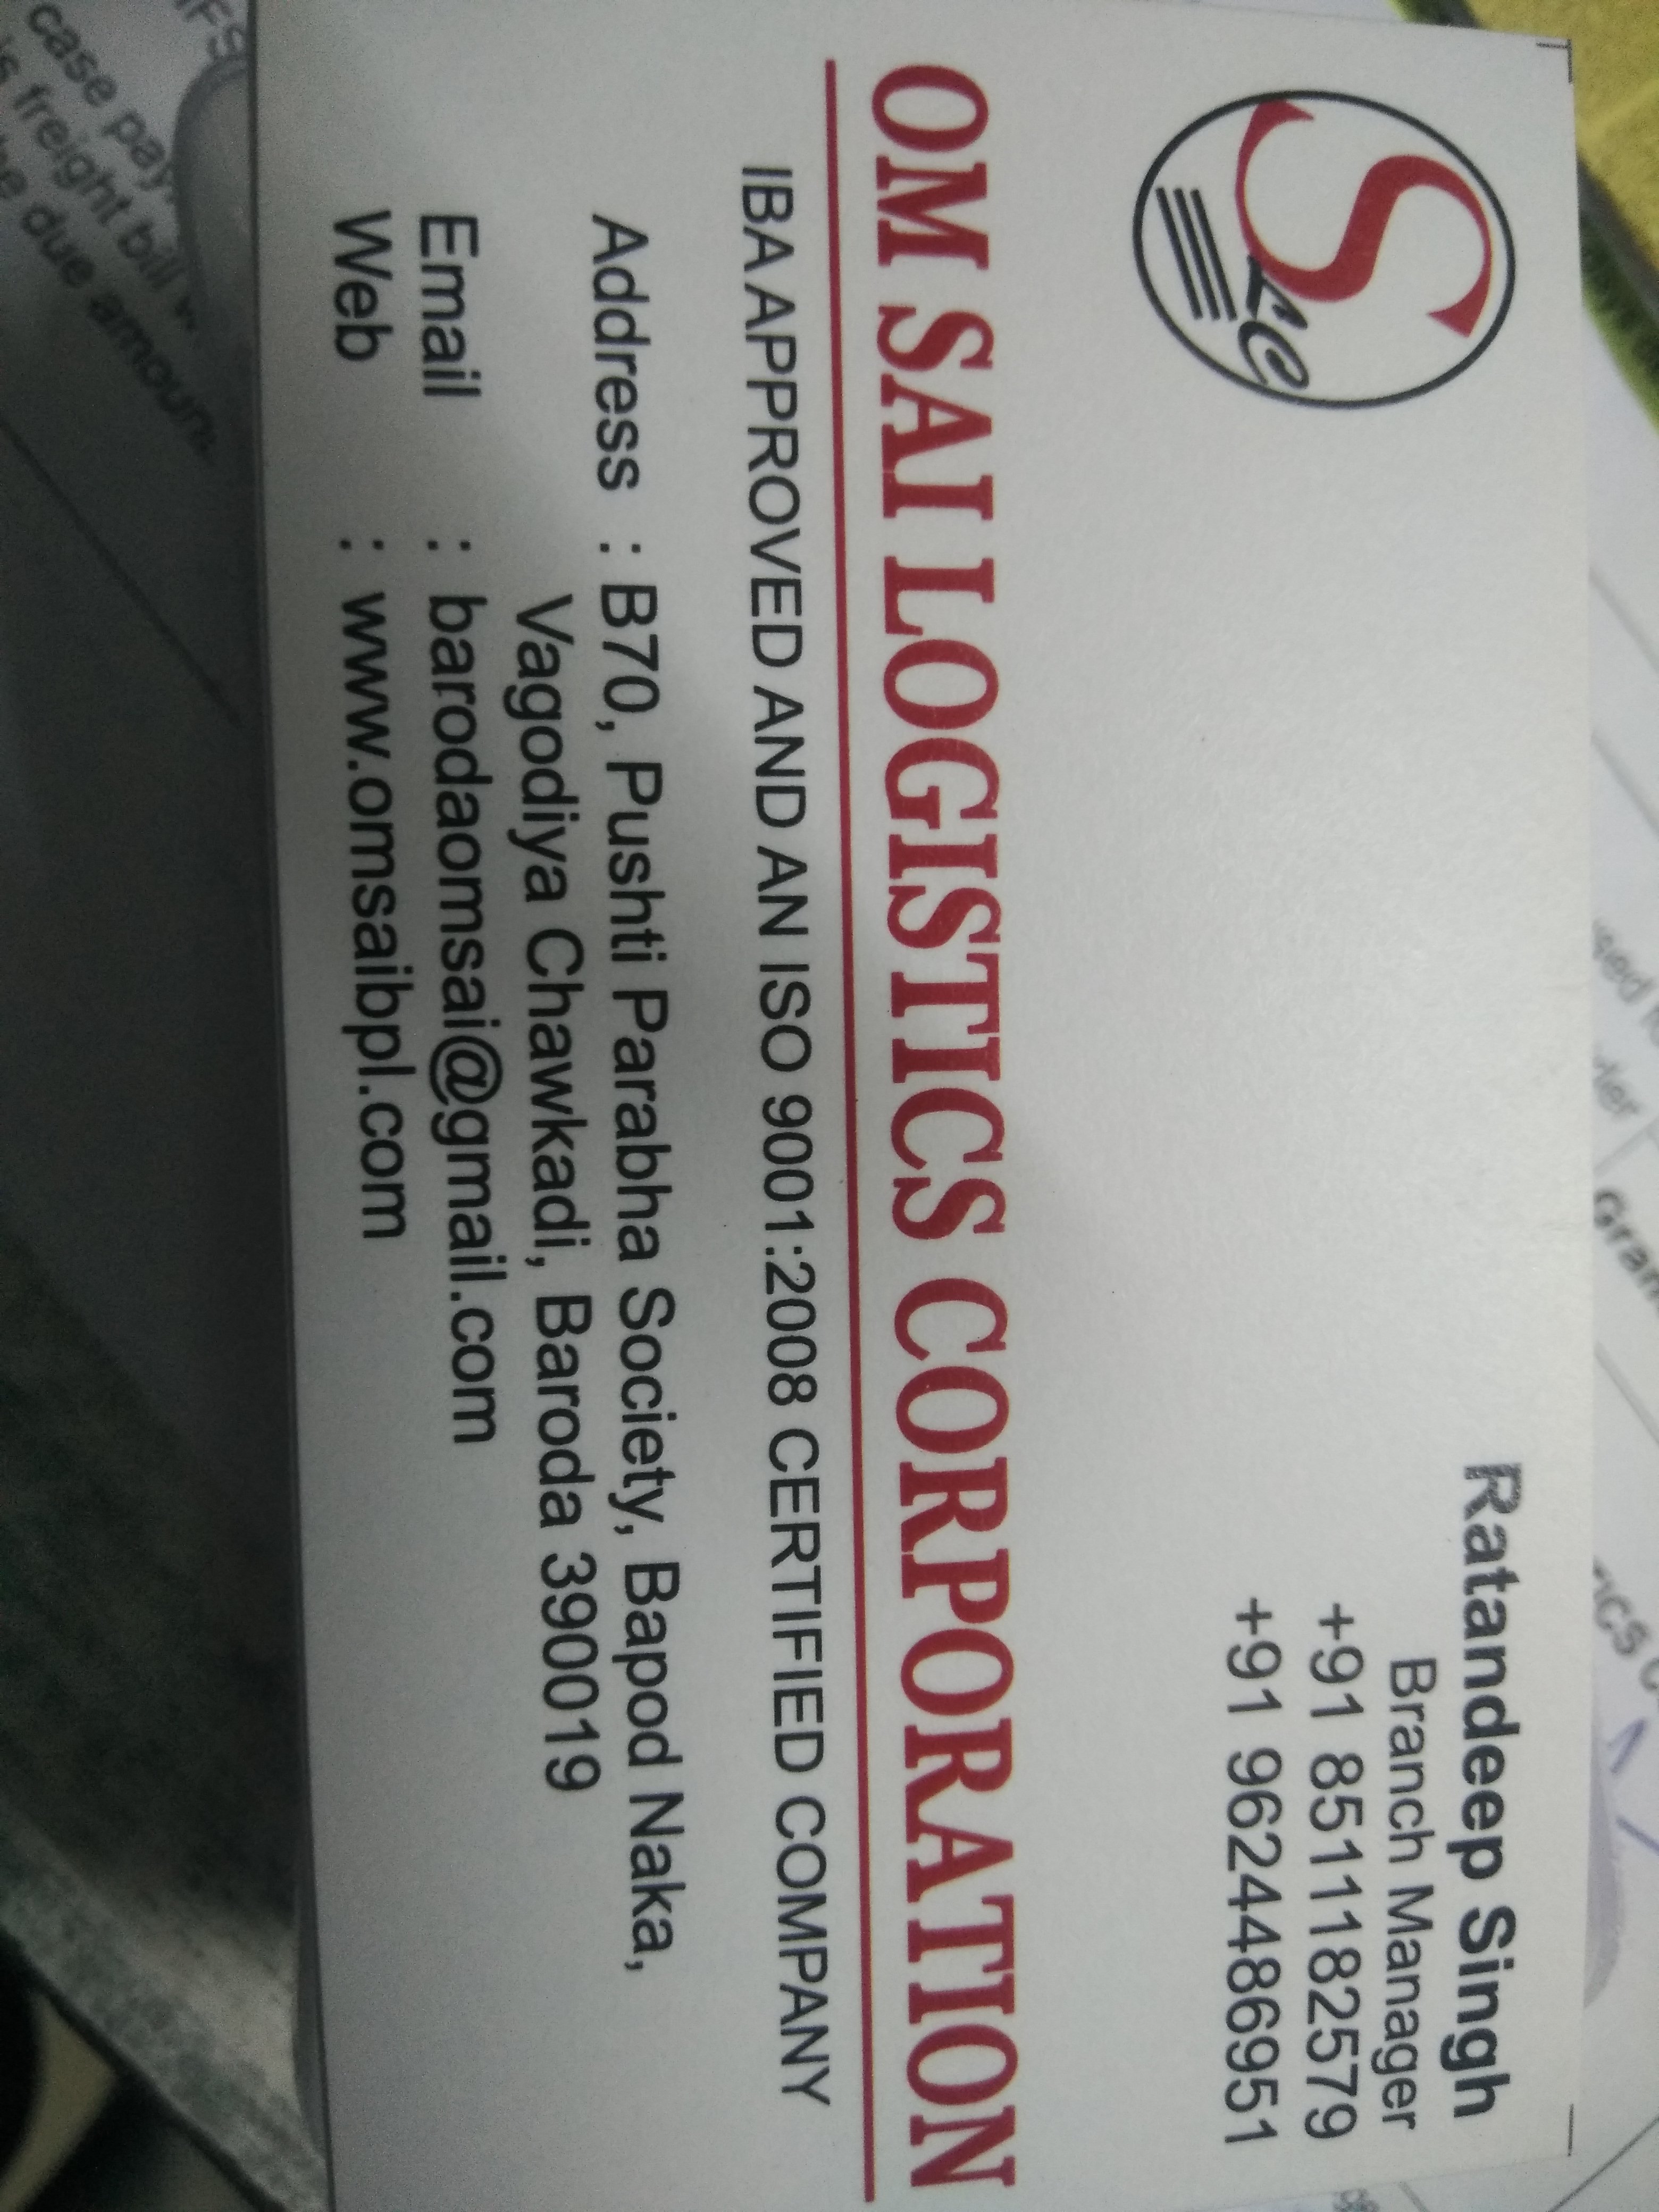 SLC
Ratandeep Singh
Branch Manager
+91 8511182579
+91 9624486951
OM SAI LOGISTICS CORPORATION
IBA APPROVED AND AN ISO 9001:2008 CERTIFIED COMPANY
Address : B70, Pushti Parabha Society, Bapod Naka,
Vagodiya Chawkadi, Baroda 390019
Email : barodaomsai@gmail.com
Web : www.omsaibpl.com
case
freight bill
due amount